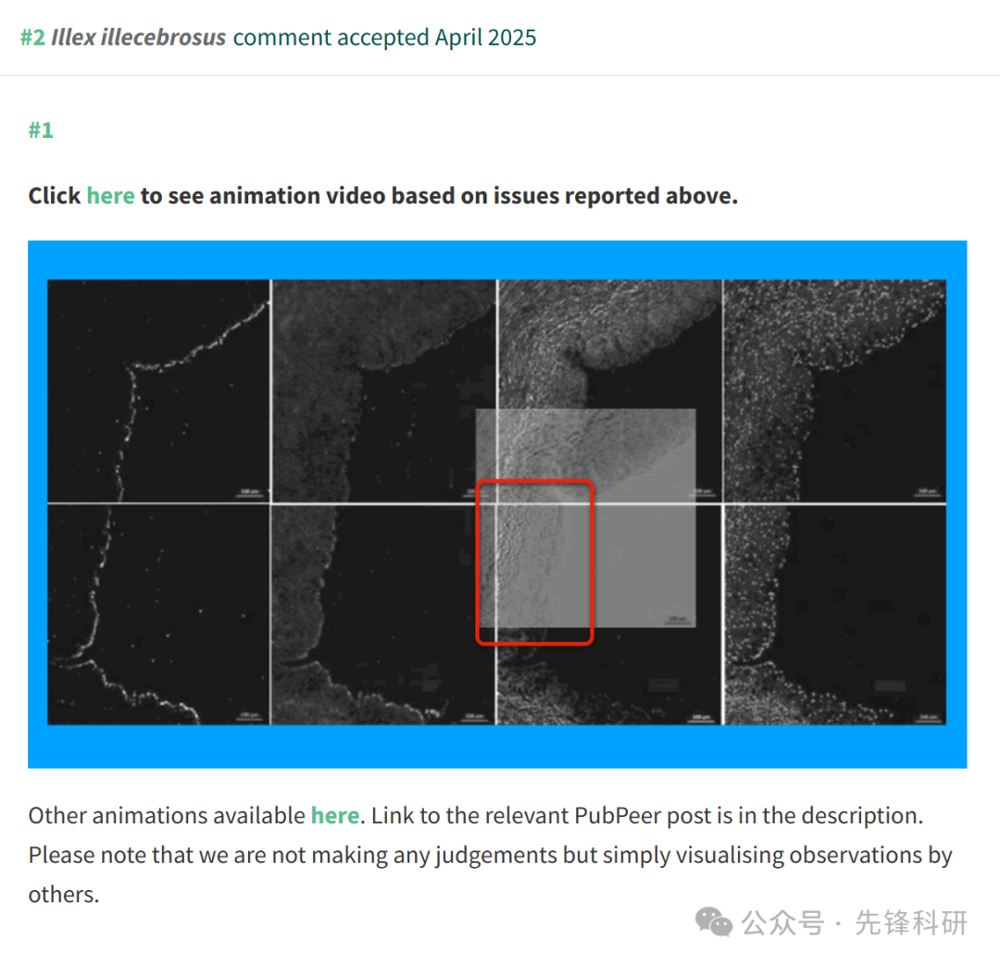 #2 Illex illecebrosus comment accepted April 2025
#1
Click here to see animation video based on issues reported above.
Other animations available here. Link to the relevant PubPeer post is in the description.
Please note that we are not making any judgements but simply visualising observations by
others.
公众号 · 先锋科研